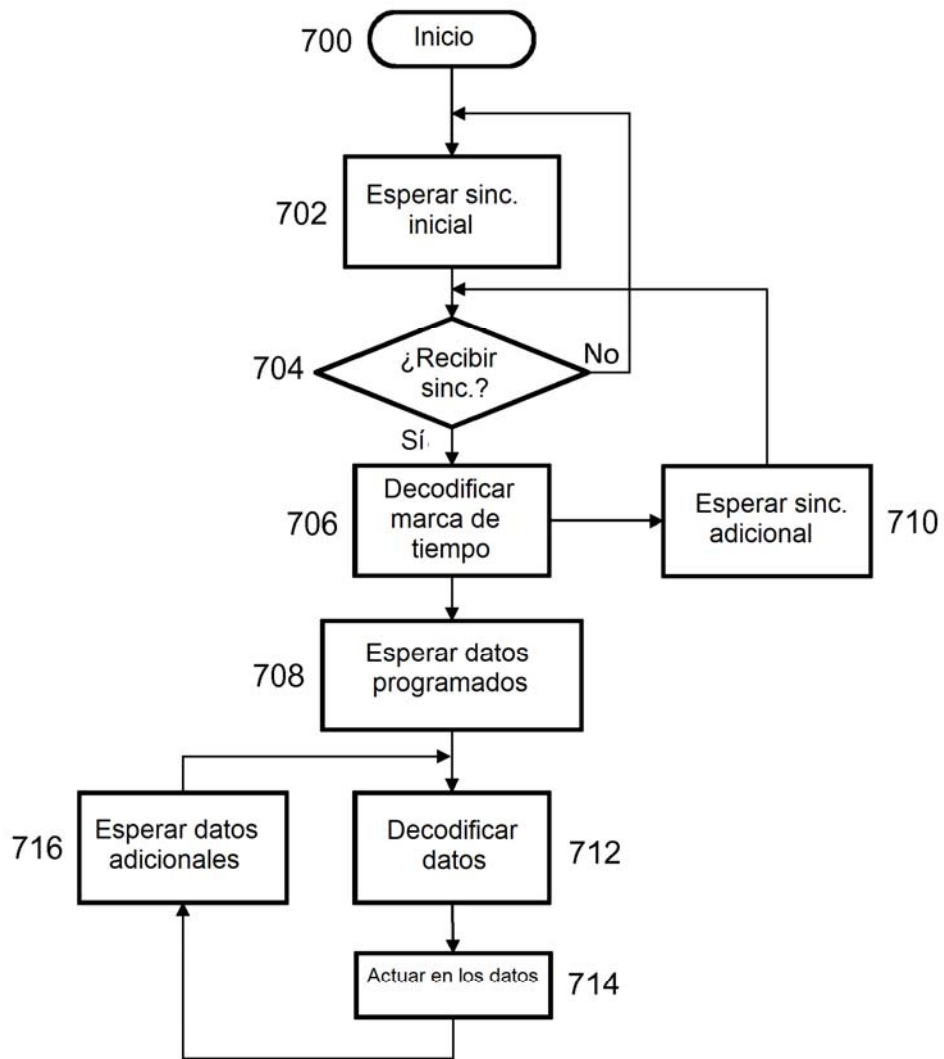 700
Inicio
702
Esperar sinc.
inicial
704
¿Recibir
sinc.?
No
Sí
706
Decodificar
marca de
tiempo
Esperar sinc.
adicional
710
708
Esperar datos
programados
716
Esperar datos
adicionales
Decodificar
datos
712
Actuar en los datos
714